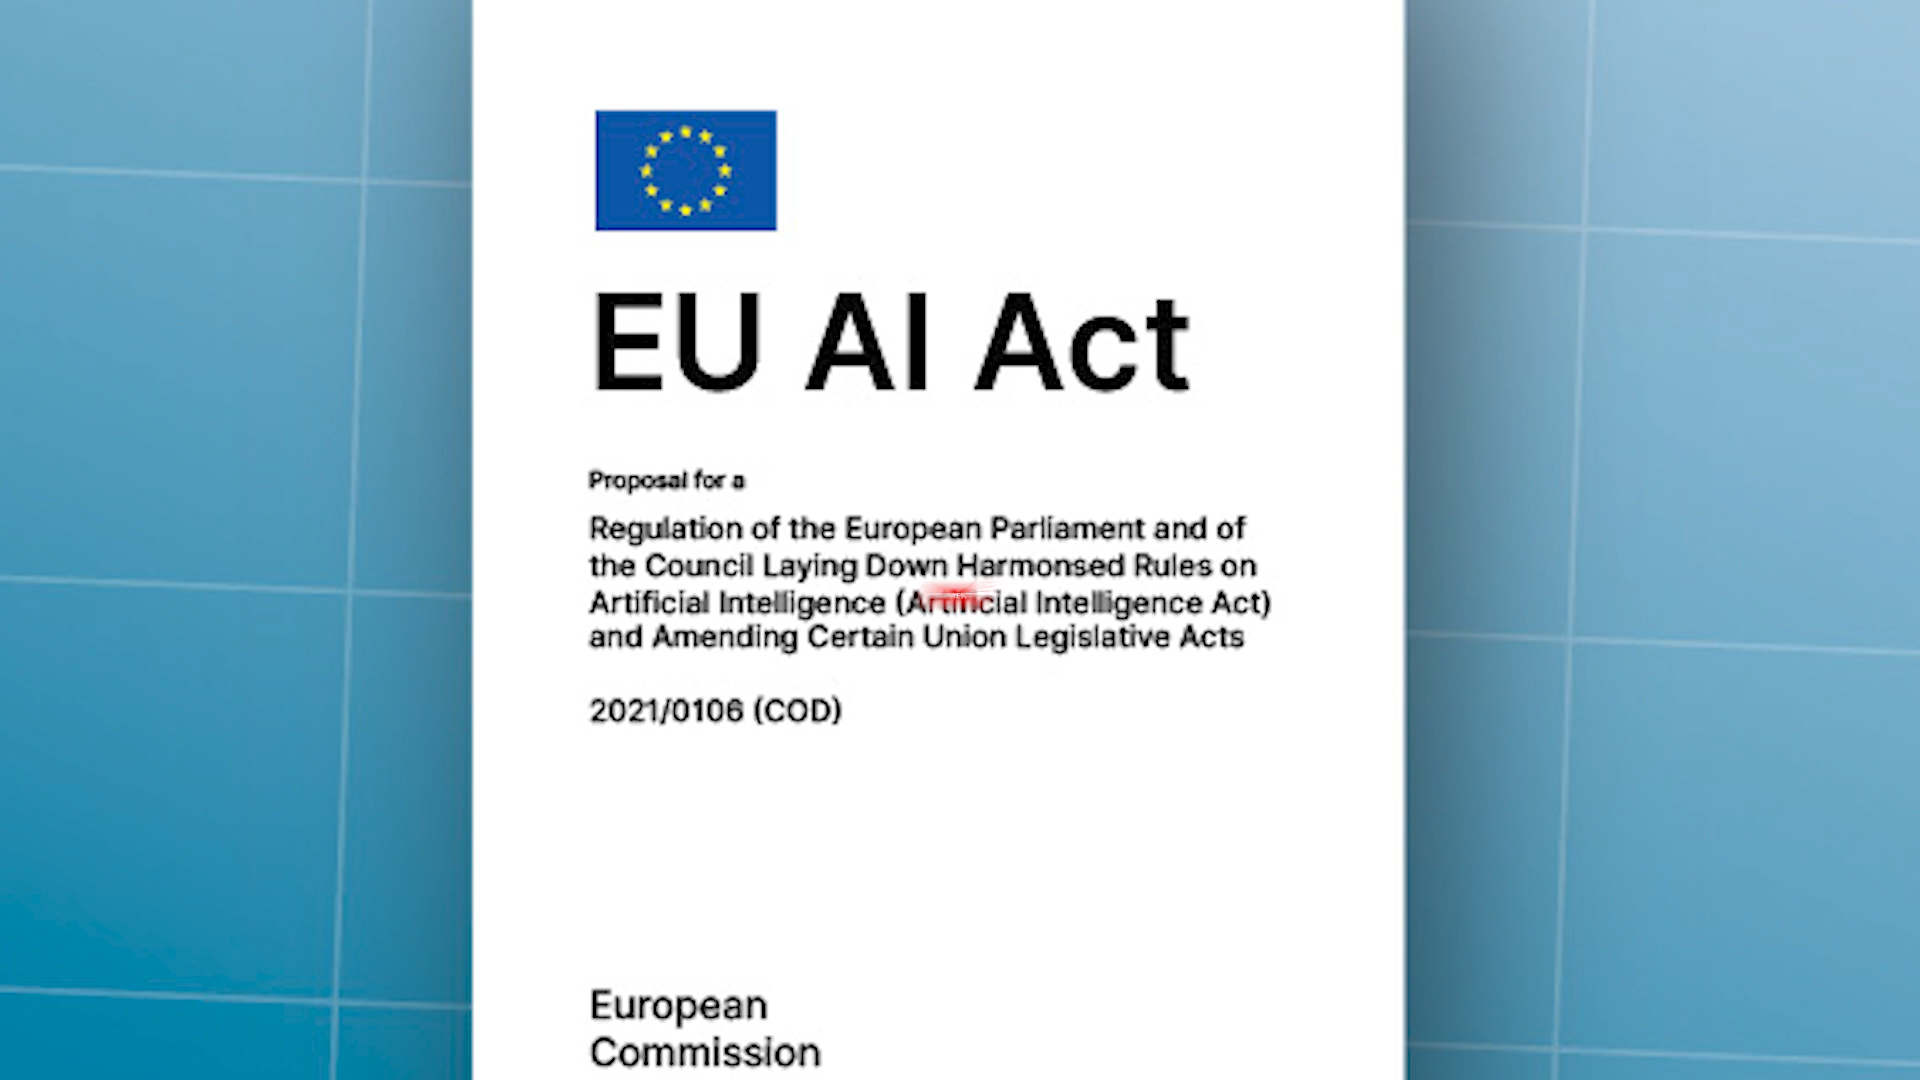 EU AI Act
Proposal for a
Regulation of the European Parliament and of
the Council Laying Down Harmonsed Rules on
Artificial Intelligence (Artificial Intelligence Act)
and Amending Certain Union Legislative Acts
2021/0106 (COD)
European
Commission